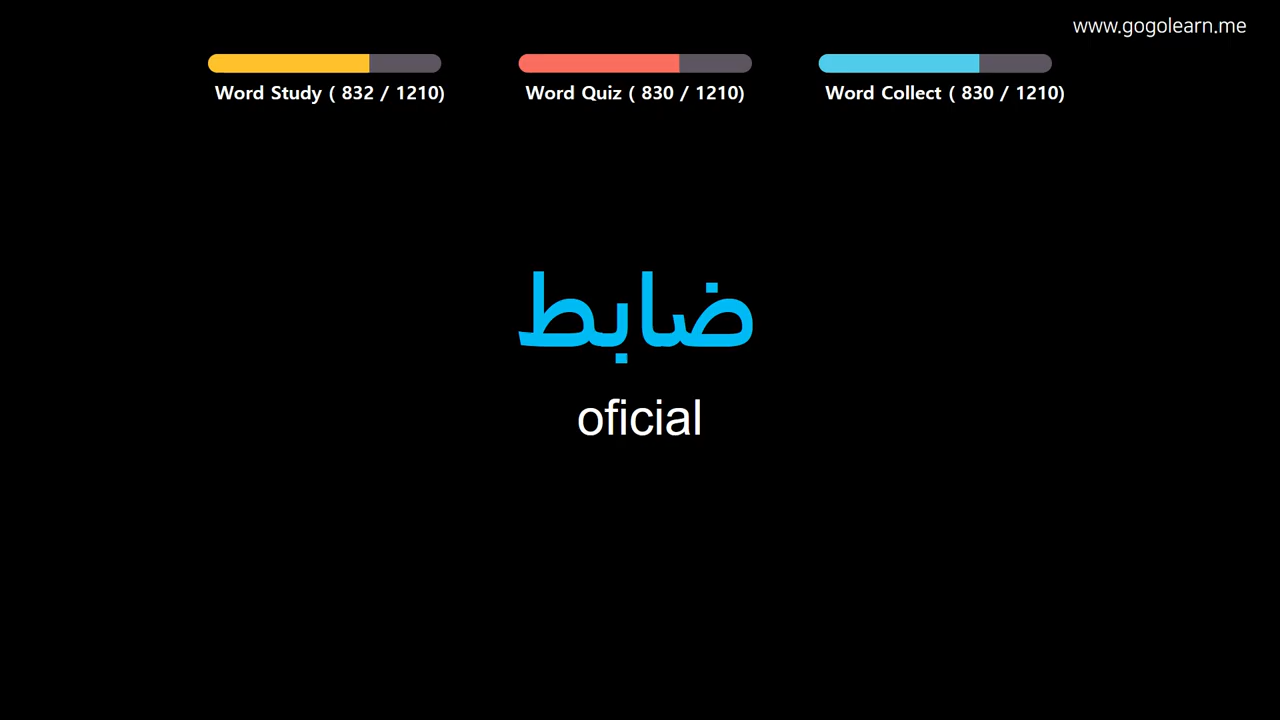 www.gogolearn.me
Word Study ( 832 / 1210)
Word Quiz ( 830 / 1210)
Word Collect ( 830 / 1210)
ضابط
oficial